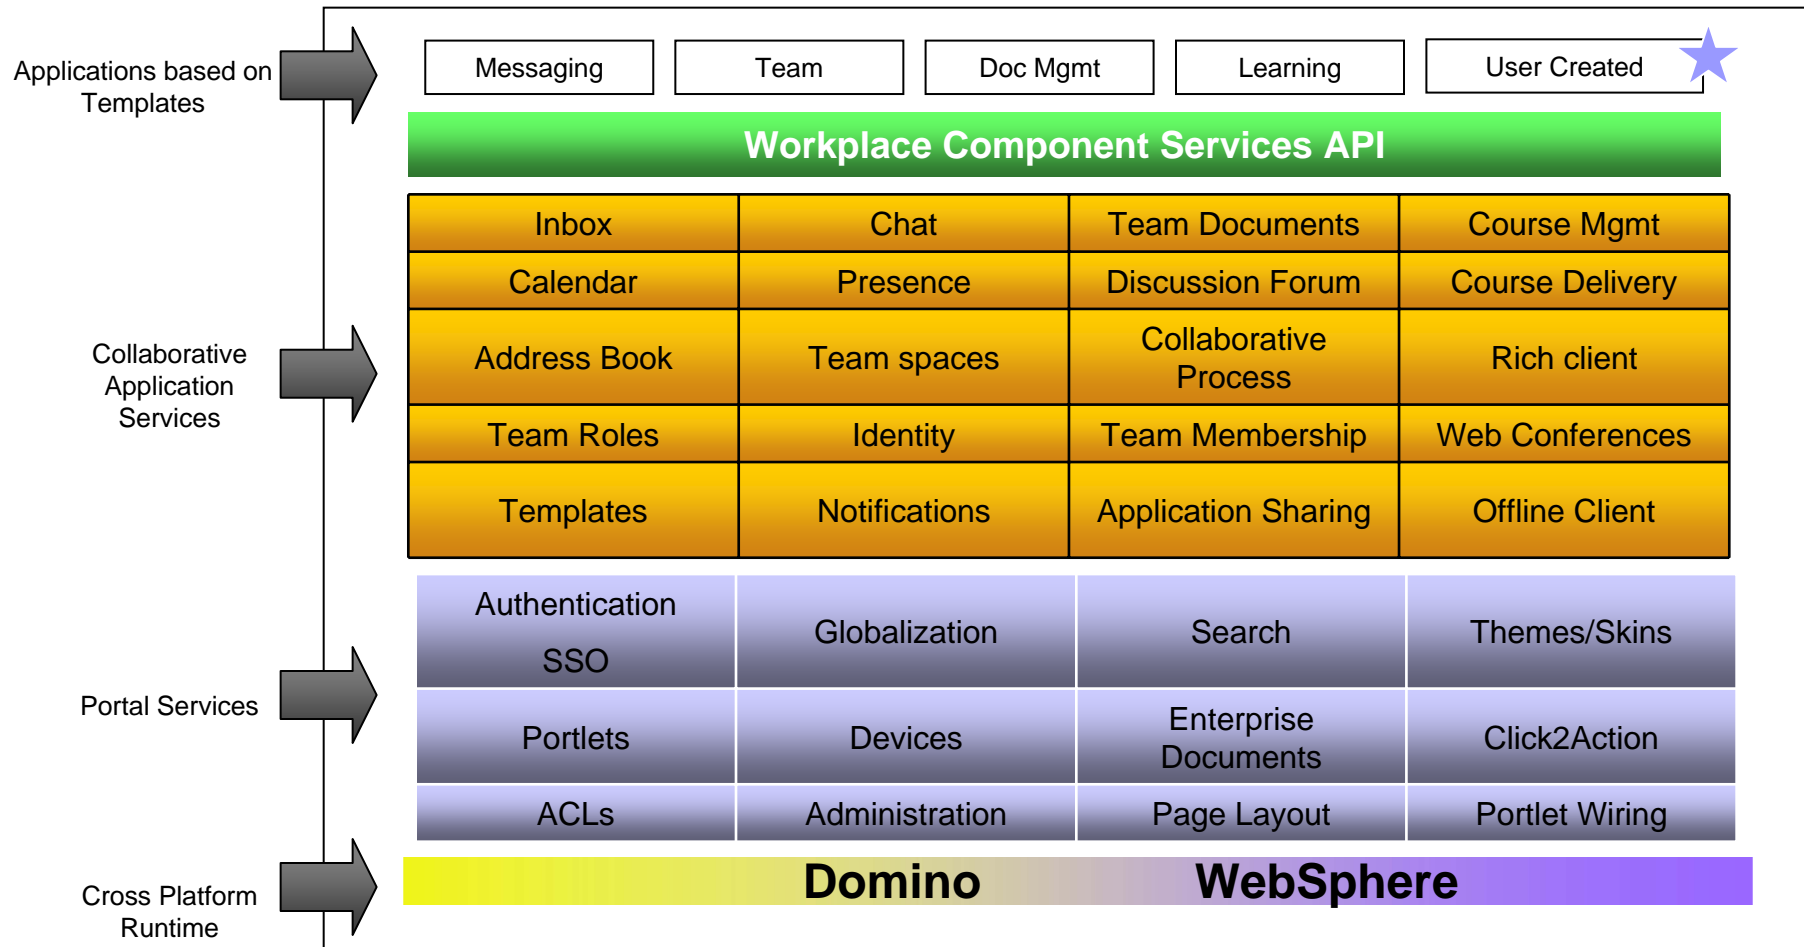 Applications based on
Templates
Messaging
Team
Doc Mgmt
Learning
User Created
Workplace Component Services API
Collaborative
Application
Services
Inbox
Chat
Team Documents
Course Mgmt
Calendar
Presence
Discussion Forum
Course Delivery
Address Book
Team spaces
Collaborative
Process
Rich client
Team Roles
Identity
Team Membership
Web Conferences
Templates
Notifications
Application Sharing
Offline Client
Portal Services
Authentication
SSO
Globalization
Search
Themes/Skins
Portlets
Devices
Enterprise
Documents
Click2Action
ACLs
Administration
Page Layout
Portlet Wiring
Cross Platform
Runtime
Domino
WebSphere